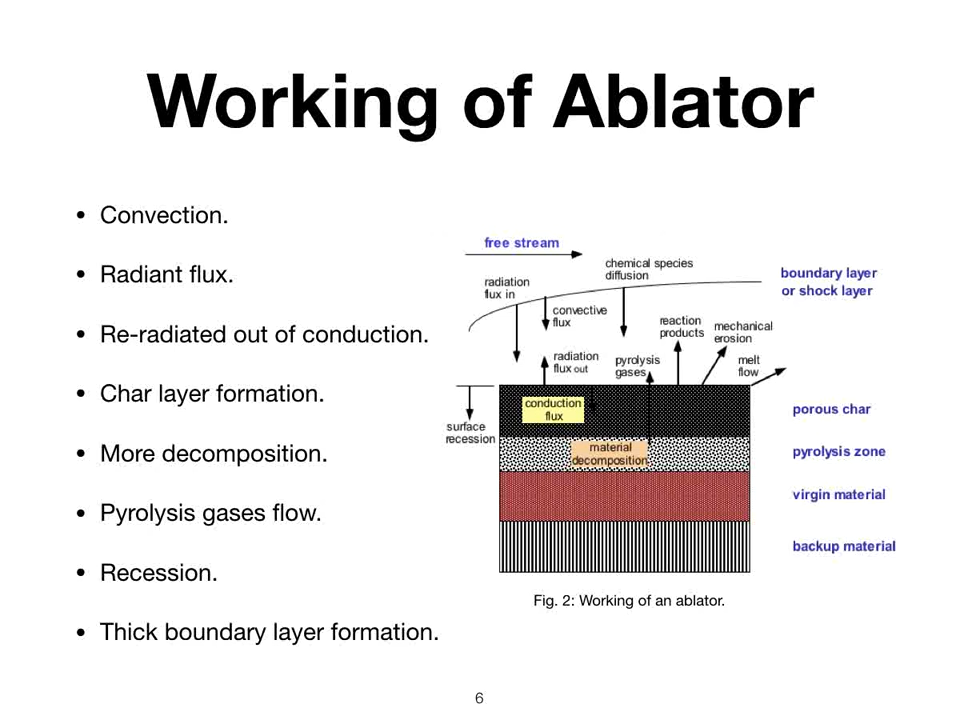 Working of Ablator
• Convection.
• Radiant flux.
• Re-radiated out of conduction.
• Char layer formation.
• More decomposition.
• Pyrolysis gases flow.
• Recession.
• Thick boundary layer formation.
free stream
chemical species
diffusion
boundary layer
or shock layer
radiation
flux in
convective
flux
reaction
products
mechanical
erosion
radiation
flux out
pyrolysis
gases
melt
flow
conduction
flux
surface
recession
material
decomposition
porous char
pyrolysis zone
virgin material
backup material
Fig. 2: Working of an ablator.
6